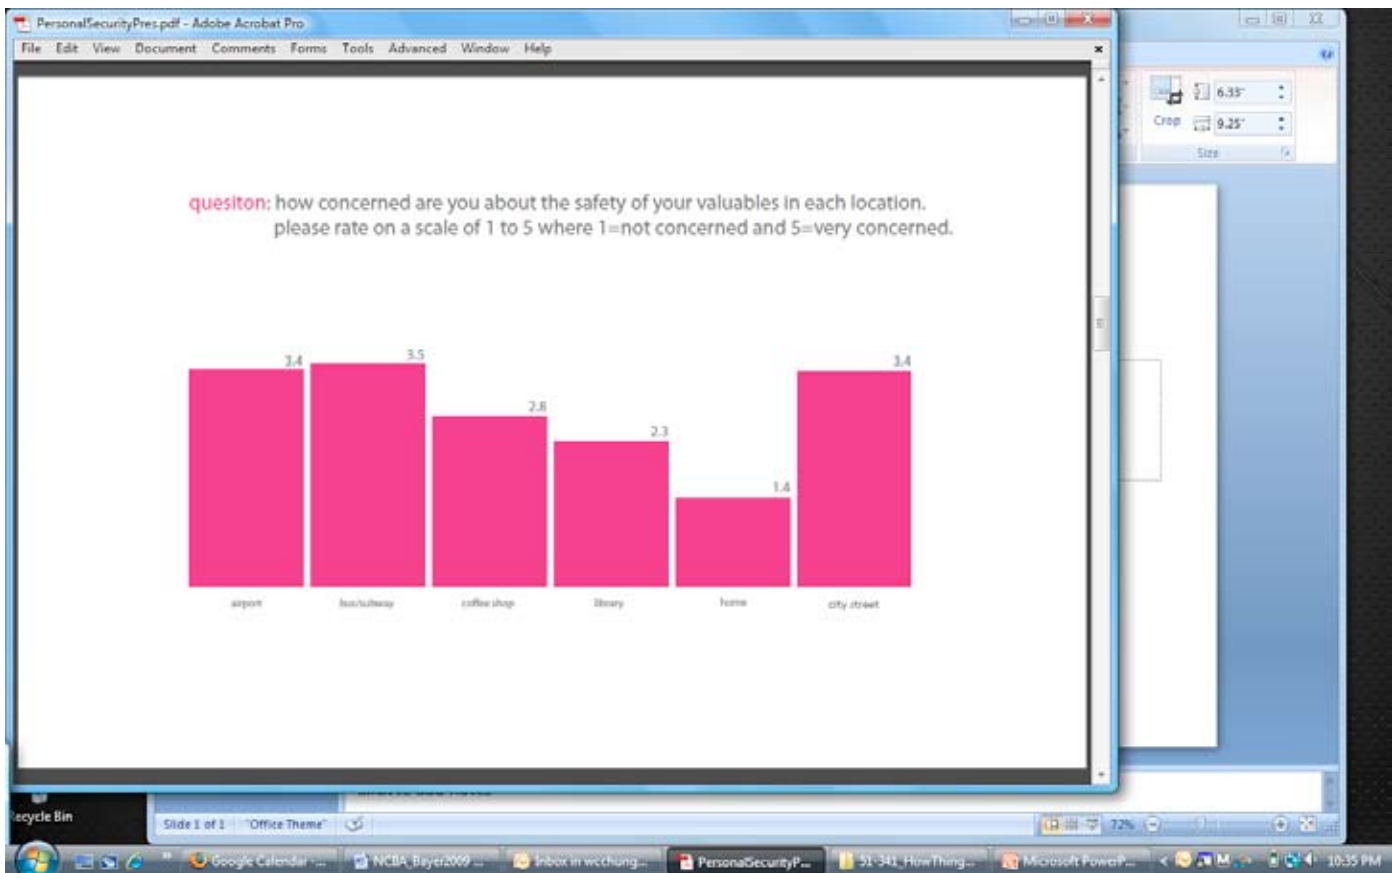 PersonalSecurityPres.pdf - Adobe Acrobat Pro
File Edit View Document Comments Forms Tools Advanced Window Help
6.33"
Crop 9.25"
Size
quesiton: how concerned are you about the safety of your valuables in each location.
please rate on a scale of 1 to 5 where 1=not concerned and 5=very concerned.
3.4 3.5 2.8 2.3 1.4 3.4
airport bus/subway coffee shop library home city street
ecycle Bin
Slide 1 of 1 "Office Theme" 72%
Google Calendar -... NCBA_Bayer2009 ... Inbox in wcchung... PersonalSecurityP... 51-341_HowThing... Microsoft PowerP... 10:35 PM